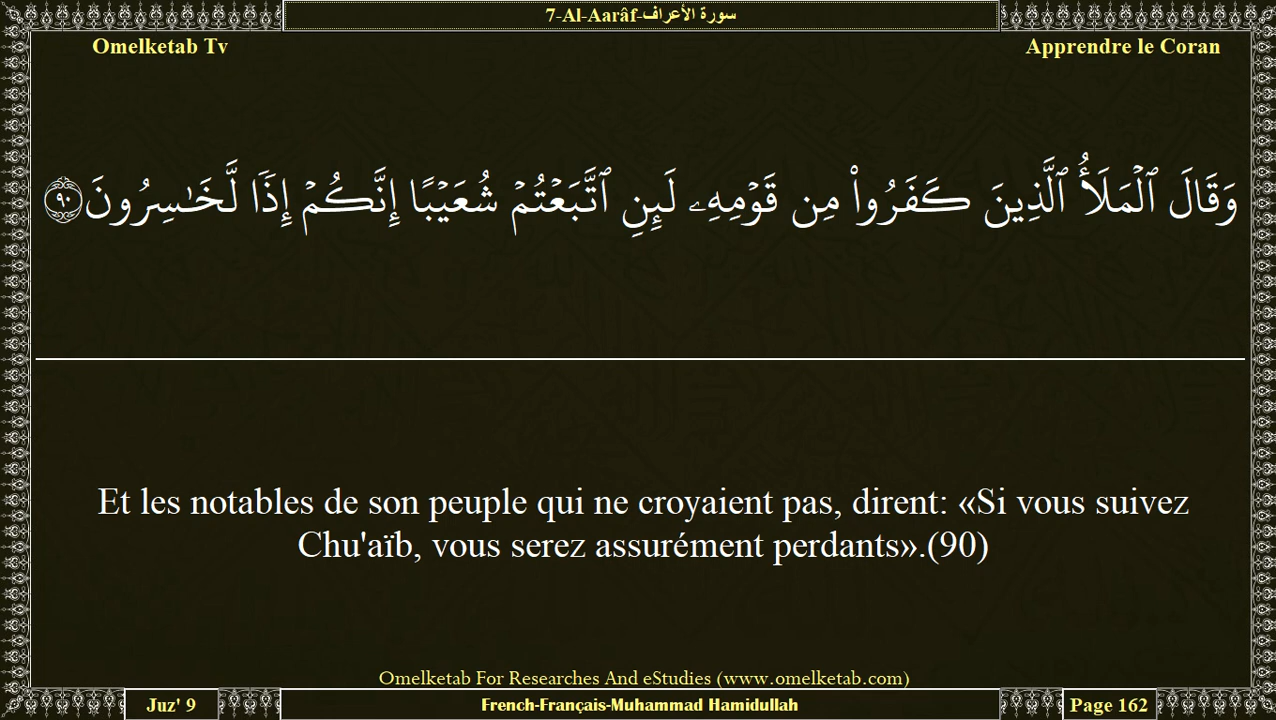 7-Al-Aarâf-سورة الأعراف
Omelketab Tv
Apprendre le Coran
وَقَالَ ٱلْمَلَأُ ٱلَّذِينَ كَفَرُوا۟ مِن قَوْمِهِۦ لَئِنِ ٱتَّبَعْتُمْ شُعَيْبًا إِنَّكُمْ إِذًا لَّخَـٰسِرُونَ ٩٠
Et les notables de son peuple qui ne croyaient pas, dirent: «Si vous suivez
Chu'aïb, vous serez assurément perdants».(90)
Omelketab For Researches And eStudies (www.omelketab.com)
Juz' 9
French-Français-Muhammad Hamidullah
Page 162